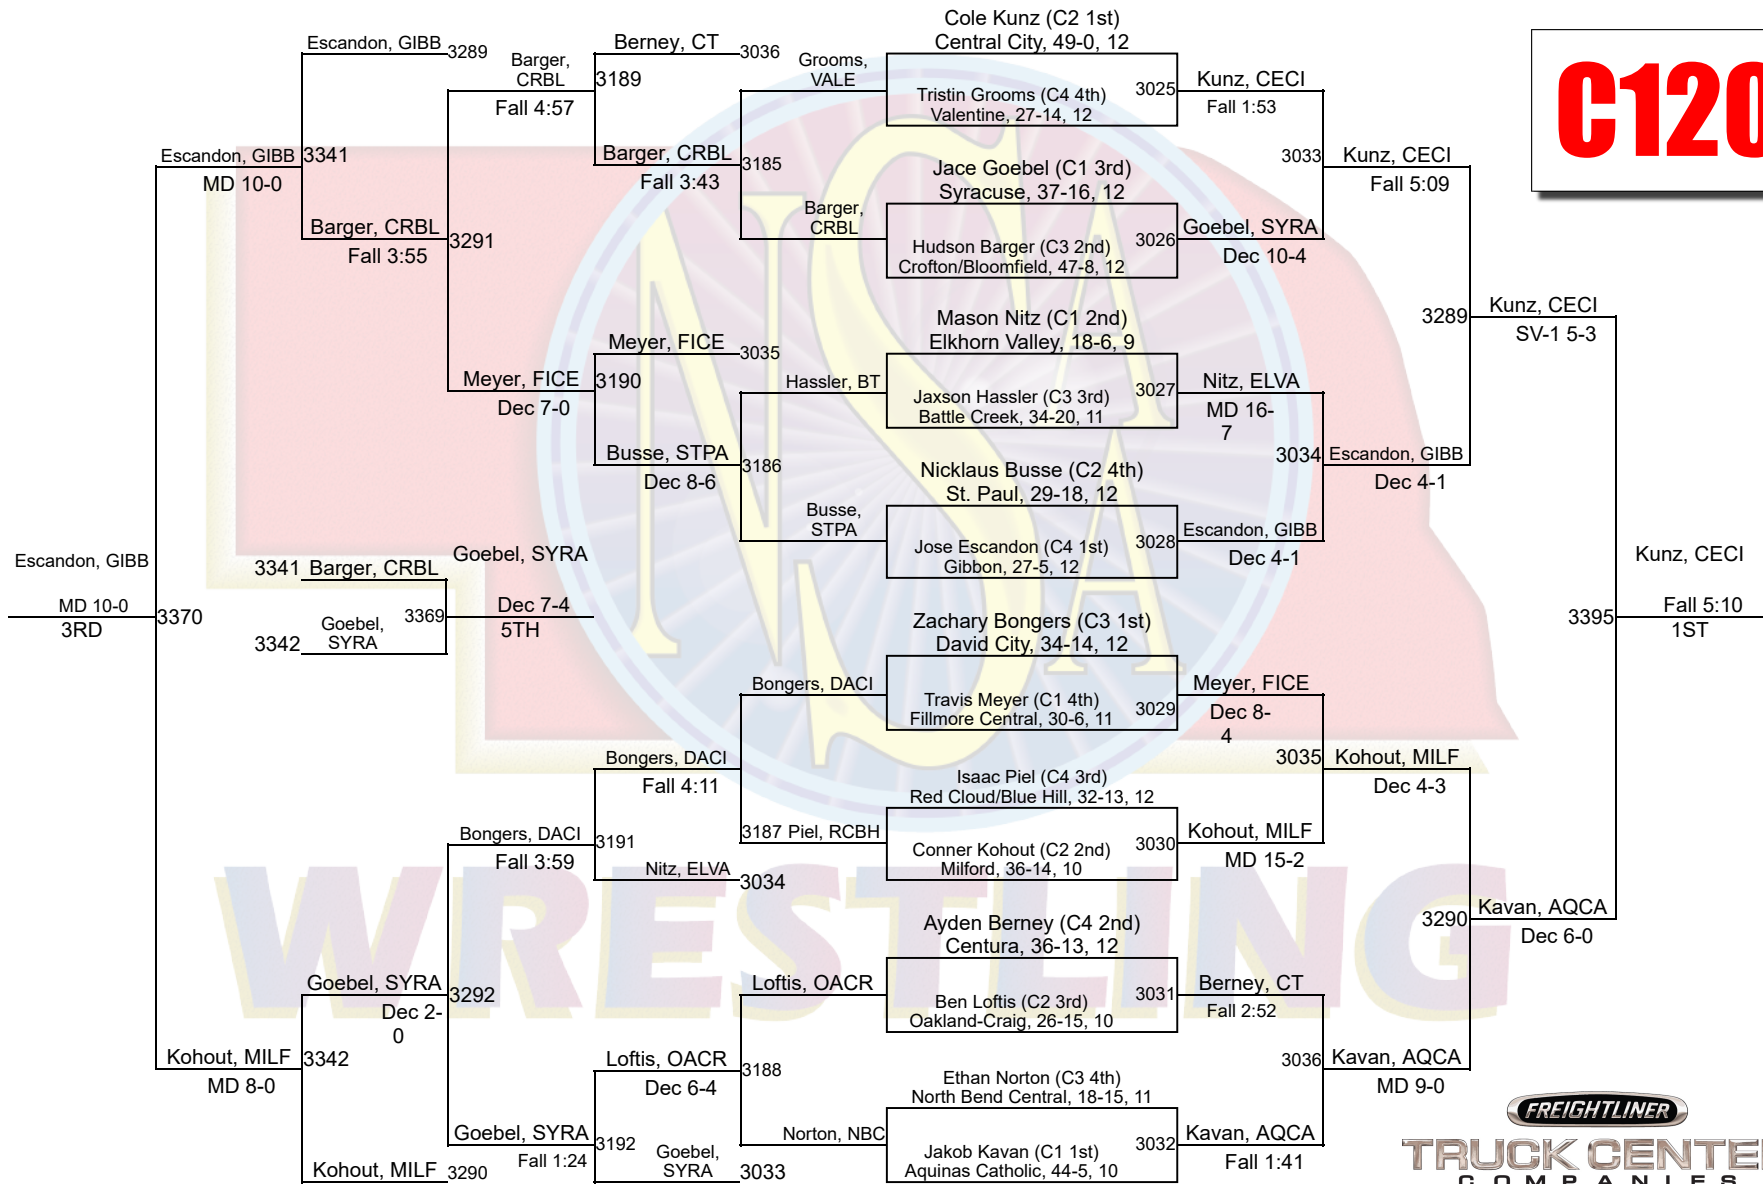 Cole Kunz (C2 1st)
Central City, 49-0, 12
Tristin Grooms (C4 4th)
Valentine, 27-14, 12
3025
Jace Goebel (C1 3rd)
Syracuse, 37-16, 12
Hudson Barger (C3 2nd)
Crofton/Bloomfield, 47-8, 12
3026
Mason Nitz (C1 2nd)
Elkhorn Valley, 18-6, 9
Jaxson Hassler (C3 3rd)
Battle Creek, 34-20, 11
3027
Nicklaus Busse (C2 4th)
St. Paul, 29-18, 12
Jose Escandon (C4 1st)
Gibbon, 27-5, 12
3028
Zachary Bongers (C3 1st)
David City, 34-14, 12
Travis Meyer (C1 4th)
Fillmore Central, 30-6, 11
3029
Isaac Piel (C4 3rd)
Red Cloud/Blue Hill, 32-13, 12
Conner Kohout (C2 2nd)
Milford, 36-14, 10
3030
Ayden Berney (C4 2nd)
Centura, 36-13, 12
Ben Loftis (C2 3rd)
Oakland-Craig, 26-15, 10
3031
Ethan Norton (C3 4th)
North Bend Central, 18-15, 11
Jakob Kavan (C1 1st)
Aquinas Catholic, 44-5, 10
3032
Kunz, CECI
Fall 1:53
Goebel, SYRA
Dec 10-4
Nitz, ELVA
MD 16-
7
Escandon, GIBB
Dec 4-1
Meyer, FICE
Dec 8-
4
Kohout, MILF
MD 15-2
Berney, CT
Fall 2:52
Kavan, AQCA
Fall 1:41
3033
Kunz, CECI
Fall 5:09
3034
Escandon, GIBB
Dec 4-1
3035
Kohout, MILF
Dec 4-3
3036
Kavan, AQCA
MD 9-0
3289
Kunz, CECI
SV-1 5-3
3290
Kavan, AQCA
Dec 6-0
3395
Kunz, CECI
Fall 5:10
1ST
Grooms,
VALE
Barger,
CRBL
Hassler, BT
Busse,
STPA
Bongers, DACI
3187 Piel, RCBH
Loftis, OACR
Norton, NBC
Berney, CT
3036
Barger, CRBL
Fall 3:43
3185
Meyer, FICE
3035
Busse, STPA
Dec 8-6
3186
Bongers, DACI
Fall 4:11
Nitz, ELVA
3034
Loftis, OACR
Dec 6-4
3188
Goebel,
SYRA
3033
Barger,
CRBL
Fall 4:57
3189
Meyer, FICE
Dec 7-0
3190
Bongers, DACI
Fall 3:59
3191
Goebel, SYRA
Fall 1:24
3192
Escandon, GIBB
3289
Barger, CRBL
Fall 3:55
3291
Goebel, SYRA
Dec 2-
0
3292
Kohout, MILF
3290
Escandon, GIBB
MD 10-0
3341
Kohout, MILF
MD 8-0
3342
Escandon, GIBB
MD 10-0
3RD
3370
3341 Barger, CRBL
3342
Goebel,
SYRA
3369
Goebel, SYRA
Dec 7-4
5TH
C120
NSAA
WRESTLING
FREIGHTLINER
TRUCK CENTER
COMPANIES